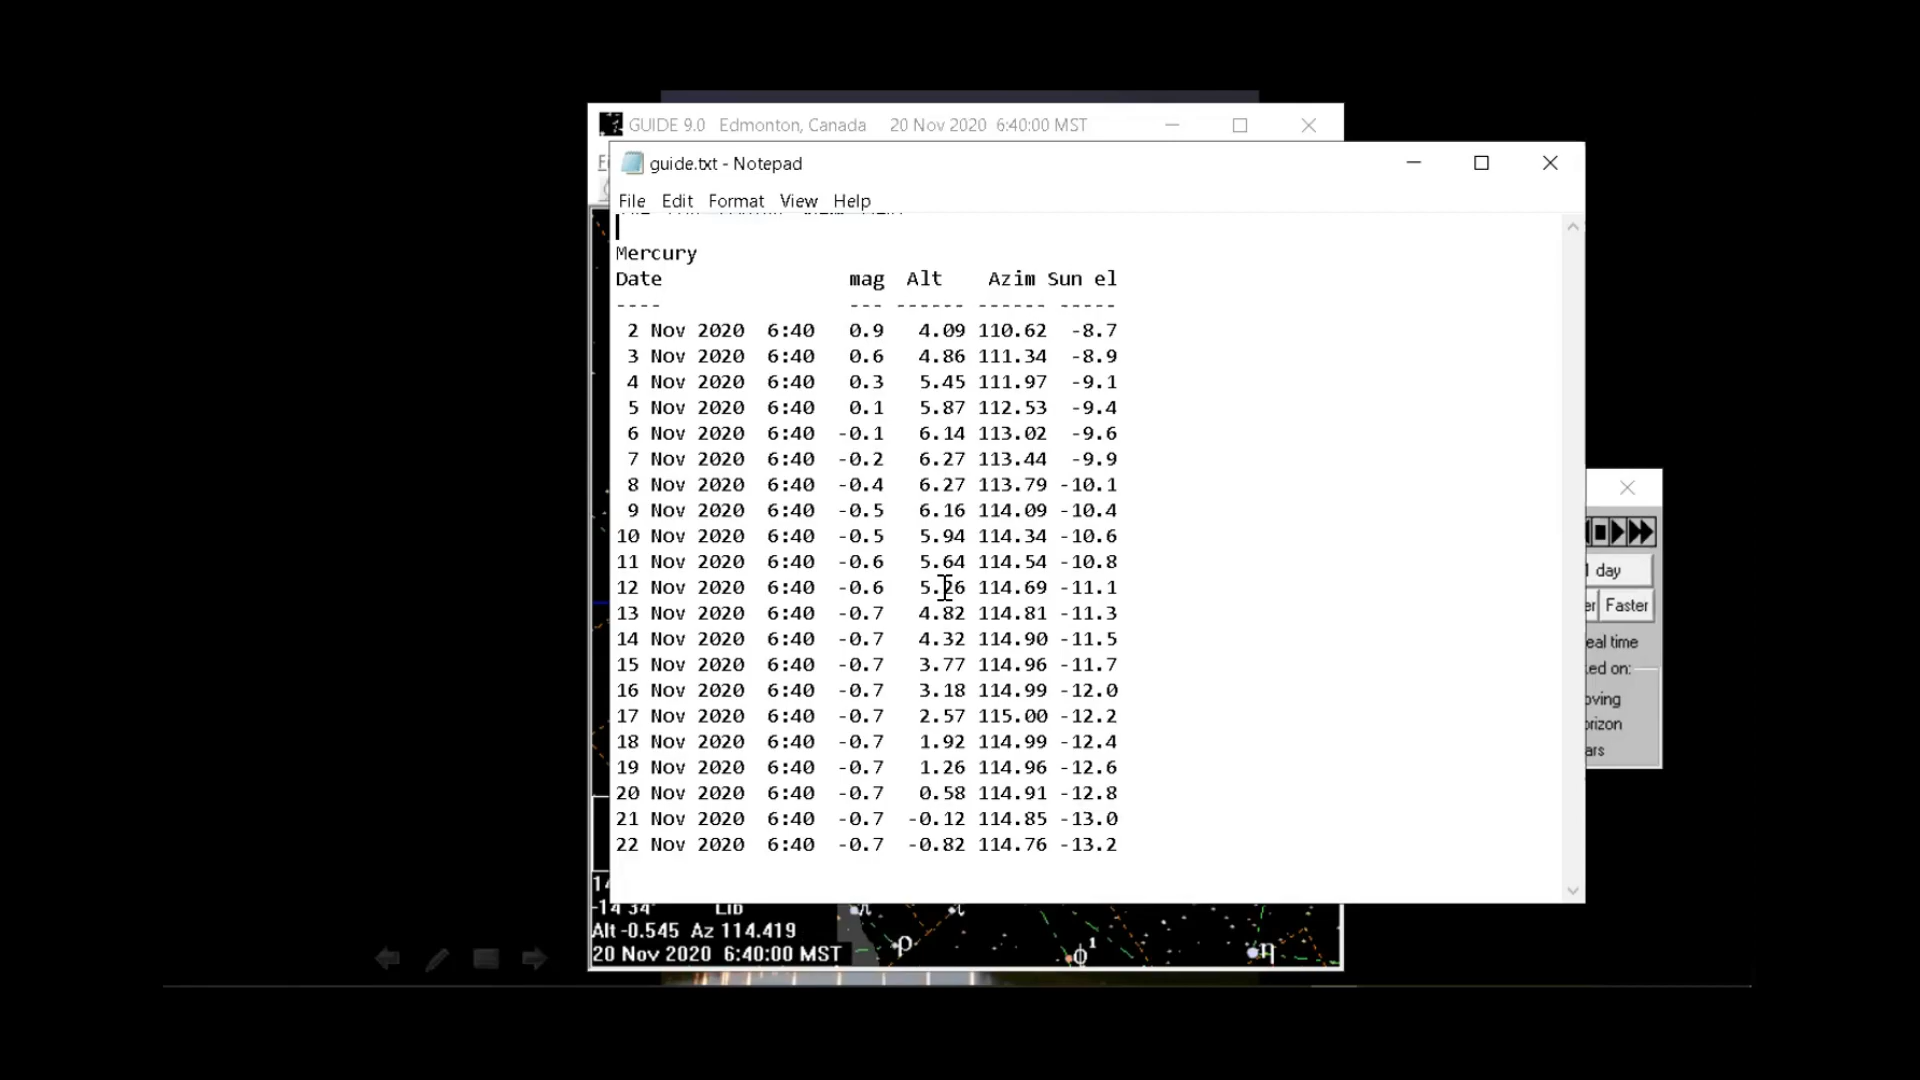 GUIDE 9.0 Edmonton, Canada 20 Nov 2020 6:40:00 MST
guide.txt - Notepad
File Edit Format View Help
Mercury
Date mag Alt Azim Sun el
---- --- ------ ------ -----
2 Nov 2020 6:40 0.9 4.09 110.62 -8.7
3 Nov 2020 6:40 0.6 4.86 111.34 -8.9
4 Nov 2020 6:40 0.3 5.45 111.97 -9.1
5 Nov 2020 6:40 0.1 5.87 112.53 -9.4
6 Nov 2020 6:40 -0.1 6.14 113.02 -9.6
7 Nov 2020 6:40 -0.2 6.27 113.44 -9.9
8 Nov 2020 6:40 -0.4 6.27 113.79 -10.1
9 Nov 2020 6:40 -0.5 6.16 114.09 -10.4
10 Nov 2020 6:40 -0.5 5.94 114.34 -10.6
11 Nov 2020 6:40 -0.6 5.64 114.54 -10.8
12 Nov 2020 6:40 -0.6 5.26 114.69 -11.1
13 Nov 2020 6:40 -0.7 4.82 114.81 -11.3
14 Nov 2020 6:40 -0.7 4.32 114.90 -11.5
15 Nov 2020 6:40 -0.7 3.77 114.96 -11.7
16 Nov 2020 6:40 -0.7 3.18 114.99 -12.0
17 Nov 2020 6:40 -0.7 2.57 115.00 -12.2
18 Nov 2020 6:40 -0.7 1.92 114.99 -12.4
19 Nov 2020 6:40 -0.7 1.26 114.96 -12.6
20 Nov 2020 6:40 -0.7 0.58 114.91 -12.8
21 Nov 2020 6:40 -0.7 -0.12 114.85 -13.0
22 Nov 2020 6:40 -0.7 -0.82 114.76 -13.2
day
er Faster
eal time
ked on:
oving
orizon
ars
-14 34' Lib
Alt -0.545 Az 114.419
20 Nov 2020 6:40:00 MST
ρ
φ1
η